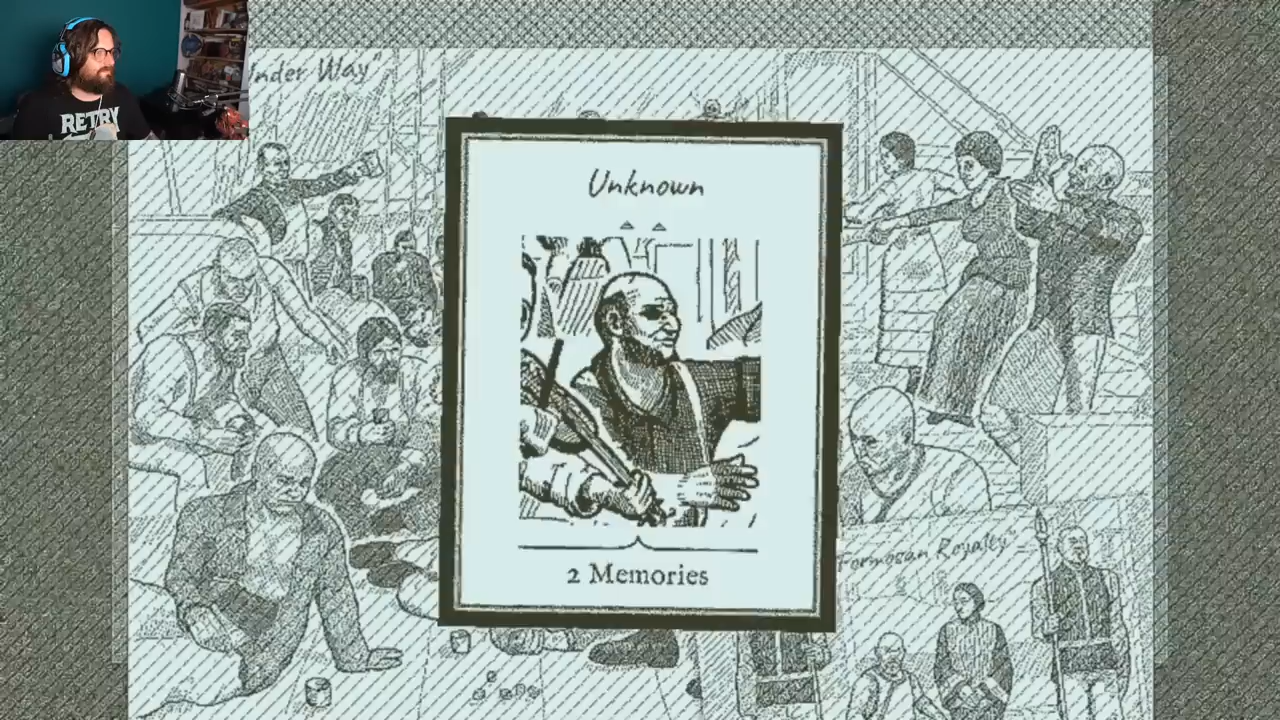 RETRY
Under Way"
Unknown
2 Memories
"Formosan Royalty"